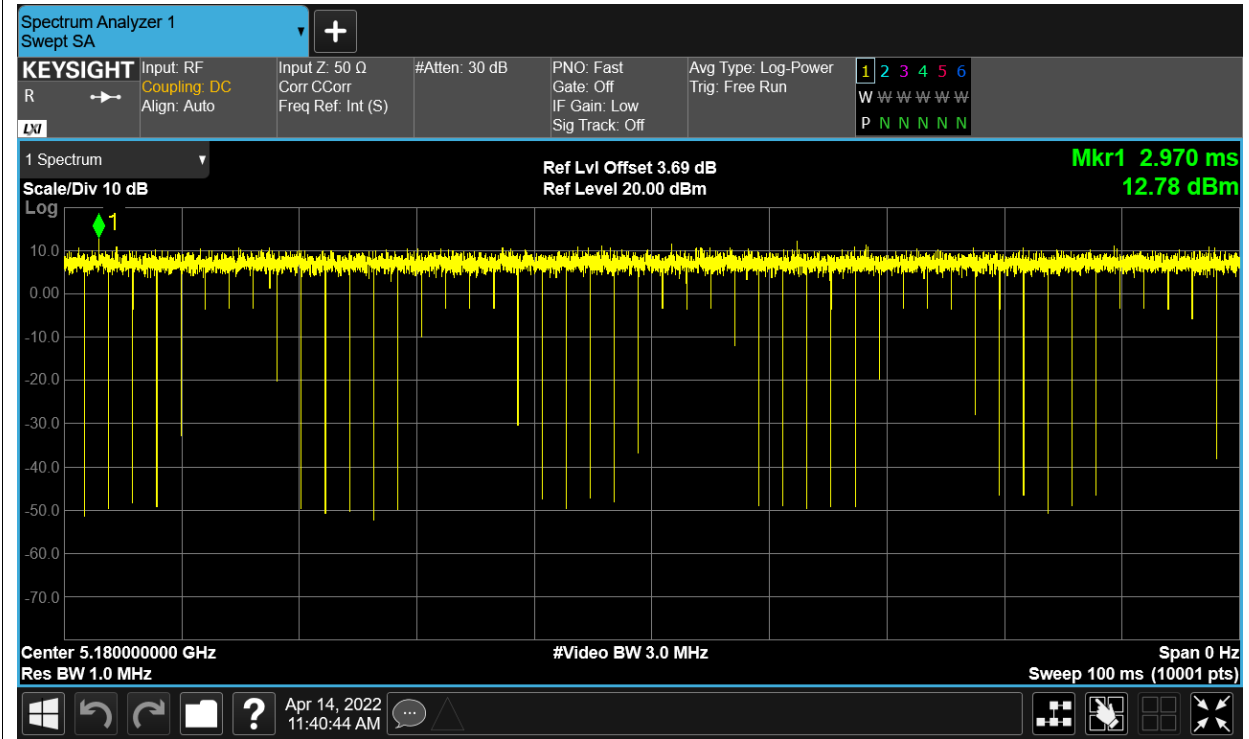 Spectrum Analyzer 1
Swept SA
▼
+
KEYSIGHT
R
LXI
Input: RF
Coupling: DC
Align: Auto
Input Z: 50 Ω
Corr CCorr
Freq Ref: Int (S)
#Atten: 30 dB
PNO: Fast
Gate: Off
IF Gain: Low
Sig Track: Off
Avg Type: Log-Power
Trig: Free Run
1 2 3 4 5 6
W W W W W W
P N N N N N
1 Spectrum ▼
Scale/Div 10 dB
Log
Ref Lvl Offset 3.69 dB
Ref Level 20.00 dBm
Mkr1 2.970 ms
12.78 dBm
1
10.0
0.00
-10.0
-20.0
-30.0
-40.0
-50.0
-60.0
-70.0
Center 5.180000000 GHz
Res BW 1.0 MHz
#Video BW 3.0 MHz
Span 0 Hz
Sweep 100 ms (10001 pts)
?
Apr 14, 2022
11:40:44 AM